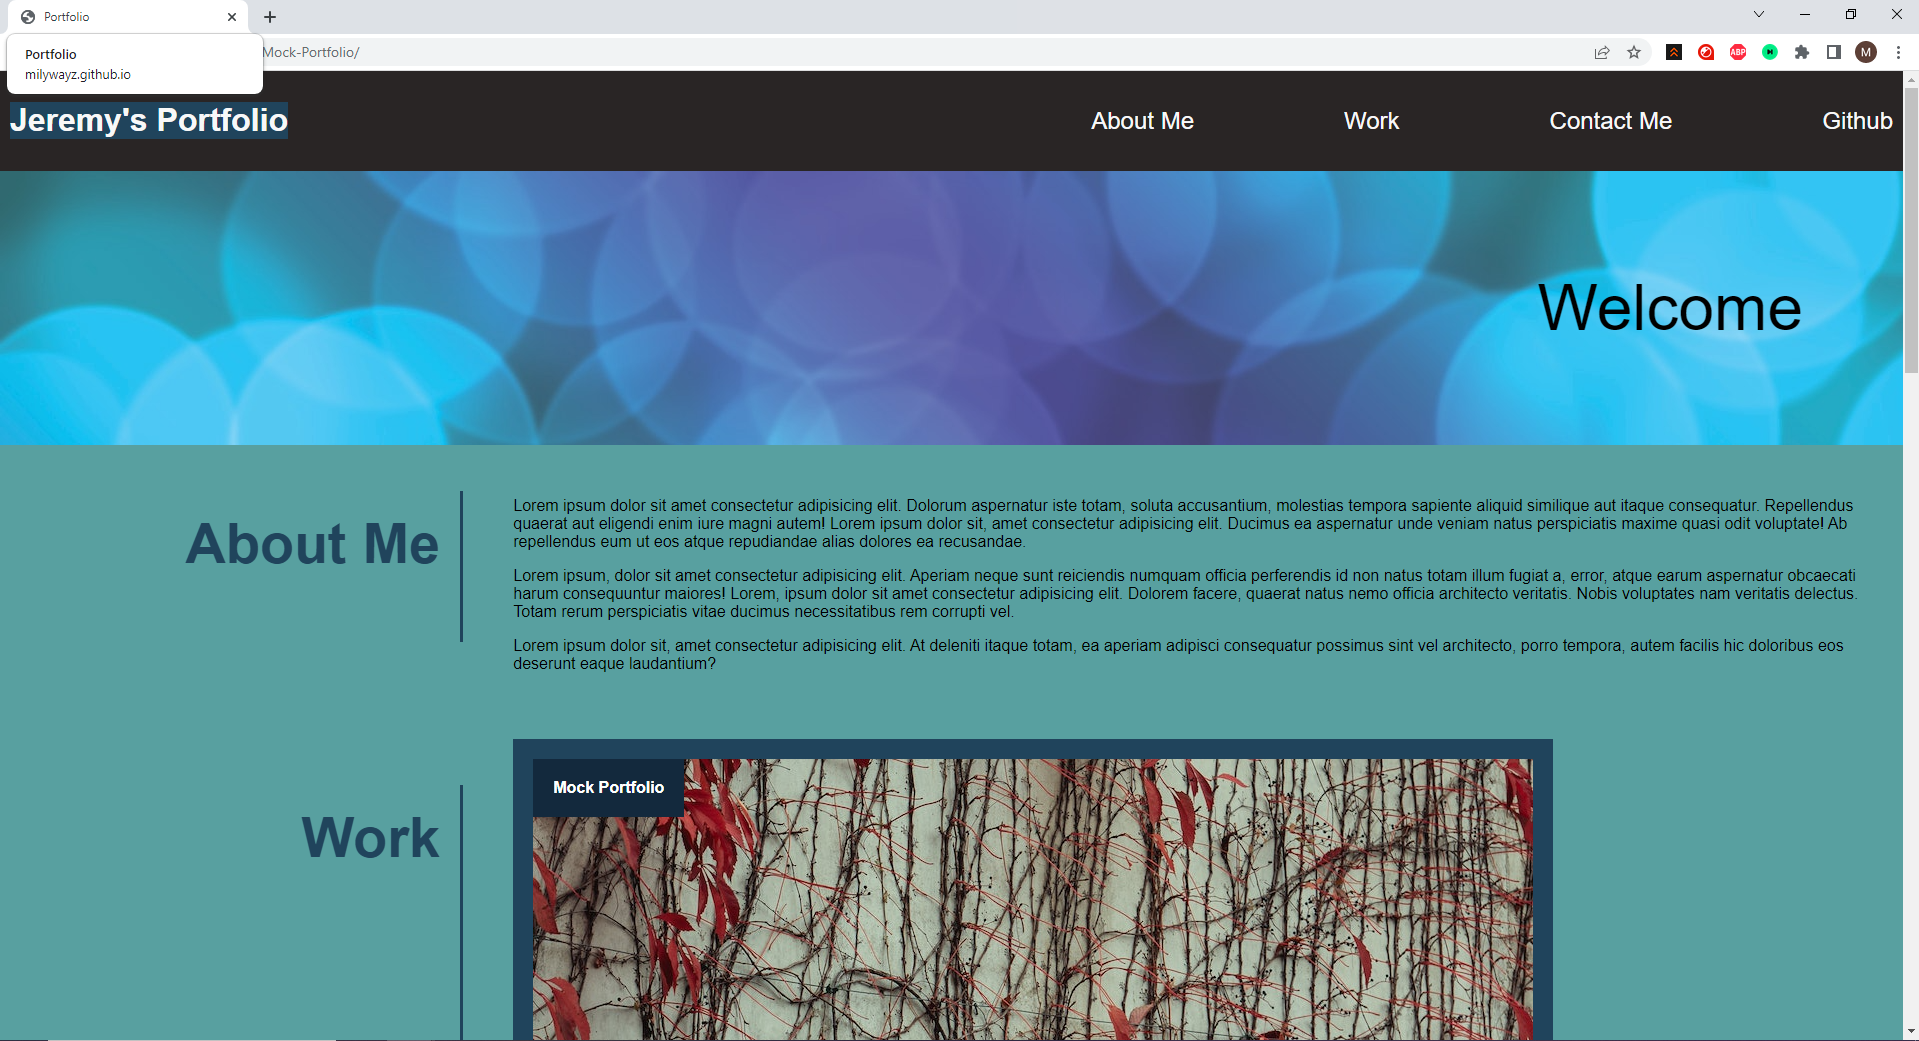 Portfolio
Portfolio
milywayz.github.io
Mock-Portfolio/
ABP
M
Jeremy's Portfolio
About Me
Work
Contact Me
Github
Welcome
About Me
Lorem ipsum dolor sit amet consectetur adipisicing elit. Dolorum aspernatur iste totam, soluta accusantium, molestias tempora sapiente aliquid similique aut itaque consequatur. Repellendus
quaerat aut eligendi enim iure magni autem! Lorem ipsum dolor sit, amet consectetur adipisicing elit. Ducimus ea aspernatur unde veniam natus perspiciatis maxime quasi odit voluptate! Ab
repellendus eum ut eos atque repudiandae alias dolores ea recusandae.
Lorem ipsum, dolor sit amet consectetur adipisicing elit. Aperiam neque sunt reiciendis numquam officia perferendis id non natus totam illum fugiat a, error, atque earum aspernatur obcaecati
harum consequuntur maiores! Lorem, ipsum dolor sit amet consectetur adipisicing elit. Dolorem facere, quaerat natus nemo officia architecto veritatis. Nobis voluptates nam veritatis delectus.
Totam rerum perspiciatis vitae ducimus necessitatibus rem corrupti vel.
Lorem ipsum dolor sit, amet consectetur adipisicing elit. At deleniti itaque totam, ea aperiam adipisci consequatur possimus sint vel architecto, porro tempora, autem facilis hic doloribus eos
deserunt eaque laudantium?
Work
Mock Portfolio